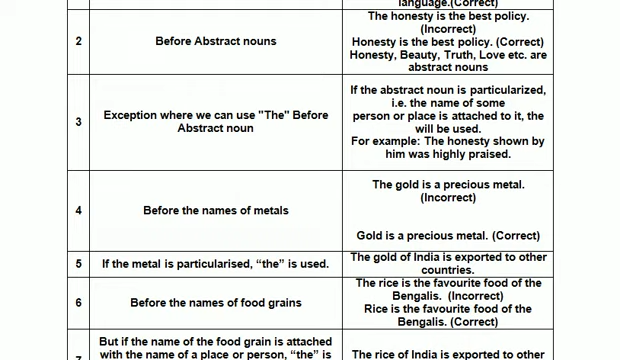 language.(Correct)
2
Before Abstract nouns
The honesty is the best policy.
(Incorrect)
Honesty is the best policy. (Correct)
Honesty, Beauty, Truth, Love etc. are
abstract nouns
3
Exception where we can use "The" Before
Abstract noun
If the abstract noun is particularized,
i.e. the name of some
person or place is attached to it, the
will be used.
For example: The honesty shown by
him was highly praised.
4
Before the names of metals
The gold is a precious metal.
(Incorrect)
Gold is a precious metal. (Correct)
5
If the metal is particularised, “the” is used.
The gold of India is exported to other
countries.
6
Before the names of food grains
The rice is the favourite food of the
Bengalis. (Incorrect)
Rice is the favourite food of the
Bengalis. (Correct)
7
But if the name of the food grain is attached
with the name of a place or person, “the” is
The rice of India is exported to other